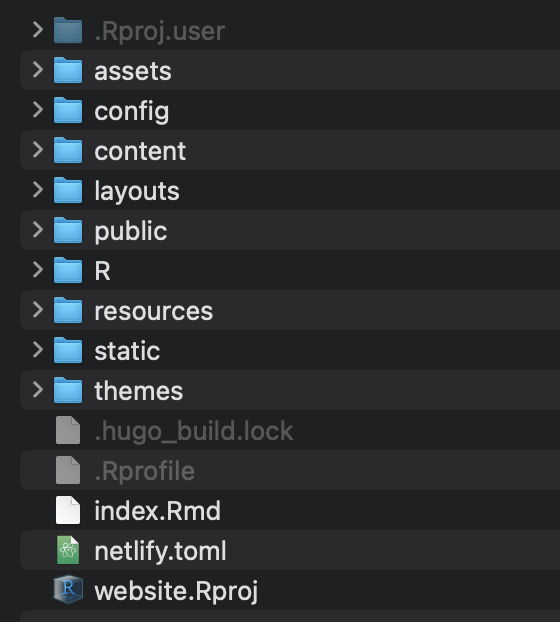 .Rproj.user
assets
config
content
layouts
public
R
resources
static
themes
.hugo_build.lock
.Rprofile
index.Rmd
netlify.toml
website.Rproj